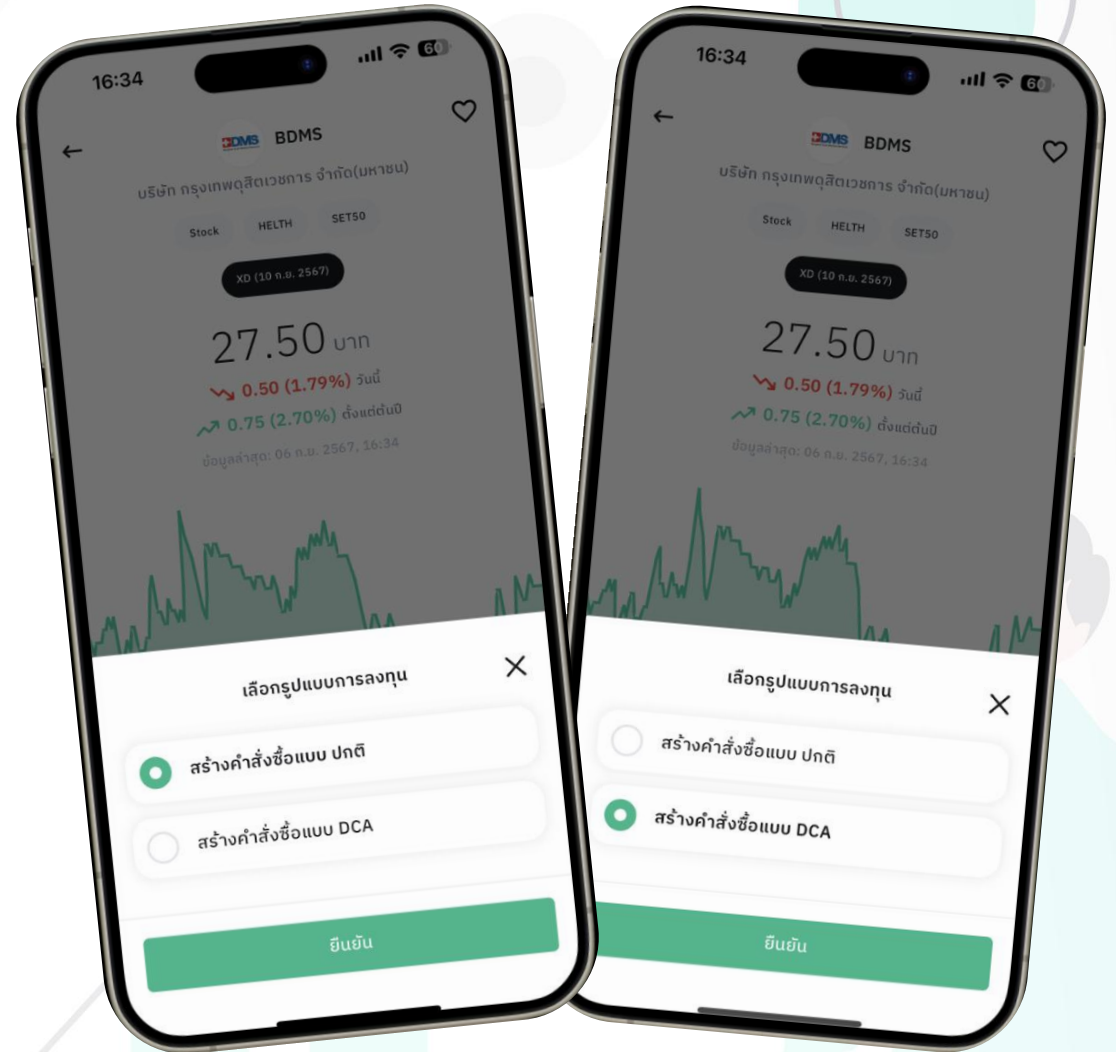 16:34
60
BDMS BDMS
บริษัท กรุงเทพดุสิตเวชการ จำกัด(มหาชน)
Stock HELTH SET50
XD (10 ก.ย. 2567)
27.50 บาท
0.50 (1.79%) วันนี้
0.75 (2.70%) ตั้งแต่ต้นปี
ข้อมูลล่าสุด: 06 ก.ย. 2567, 16:34
เลือกรูปแบบการลงทุน
สร้างคำสั่งซื้อแบบ ปกติ
สร้างคำสั่งซื้อแบบ DCA
ยืนยัน
16:34
60
BDMS BDMS
บริษัท กรุงเทพดุสิตเวชการ จำกัด(มหาชน)
Stock HELTH SET50
XD (10 ก.ย. 2567)
27.50 บาท
0.50 (1.79%) วันนี้
0.75 (2.70%) ตั้งแต่ต้นปี
ข้อมูลล่าสุด: 06 ก.ย. 2567, 16:34
เลือกรูปแบบการลงทุน
สร้างคำสั่งซื้อแบบ ปกติ
สร้างคำสั่งซื้อแบบ DCA
ยืนยัน